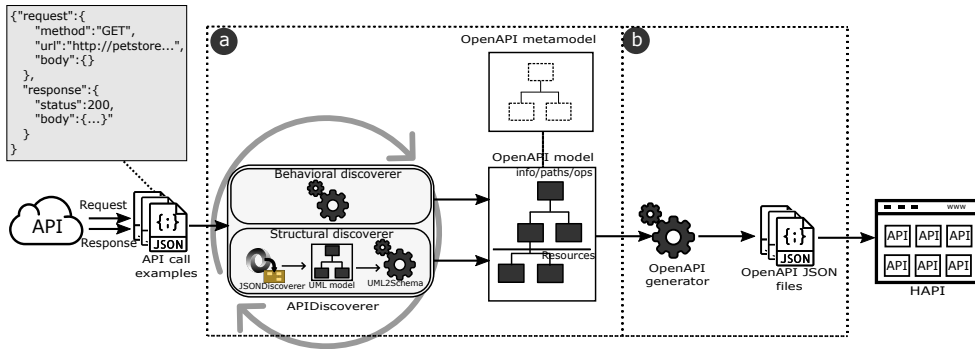 {"request":{
"method":"GET",
"url":"http://petstore...",
"body":{}
},
"response":{
"status":200,
"body":{...}"
}
}
API
Request
Response
{;}
JSON
API call
examples
a
Behavioral discoverer
Structural discoverer
JSONDiscoverer
UML model
UML2Schema
APIDiscoverer
OpenAPI metamodel
OpenAPI model
info/paths/ops
Resources
b
OpenAPI
generator
{;}
JSON
OpenAPI JSON
files
www
API API API
API API API
HAPI